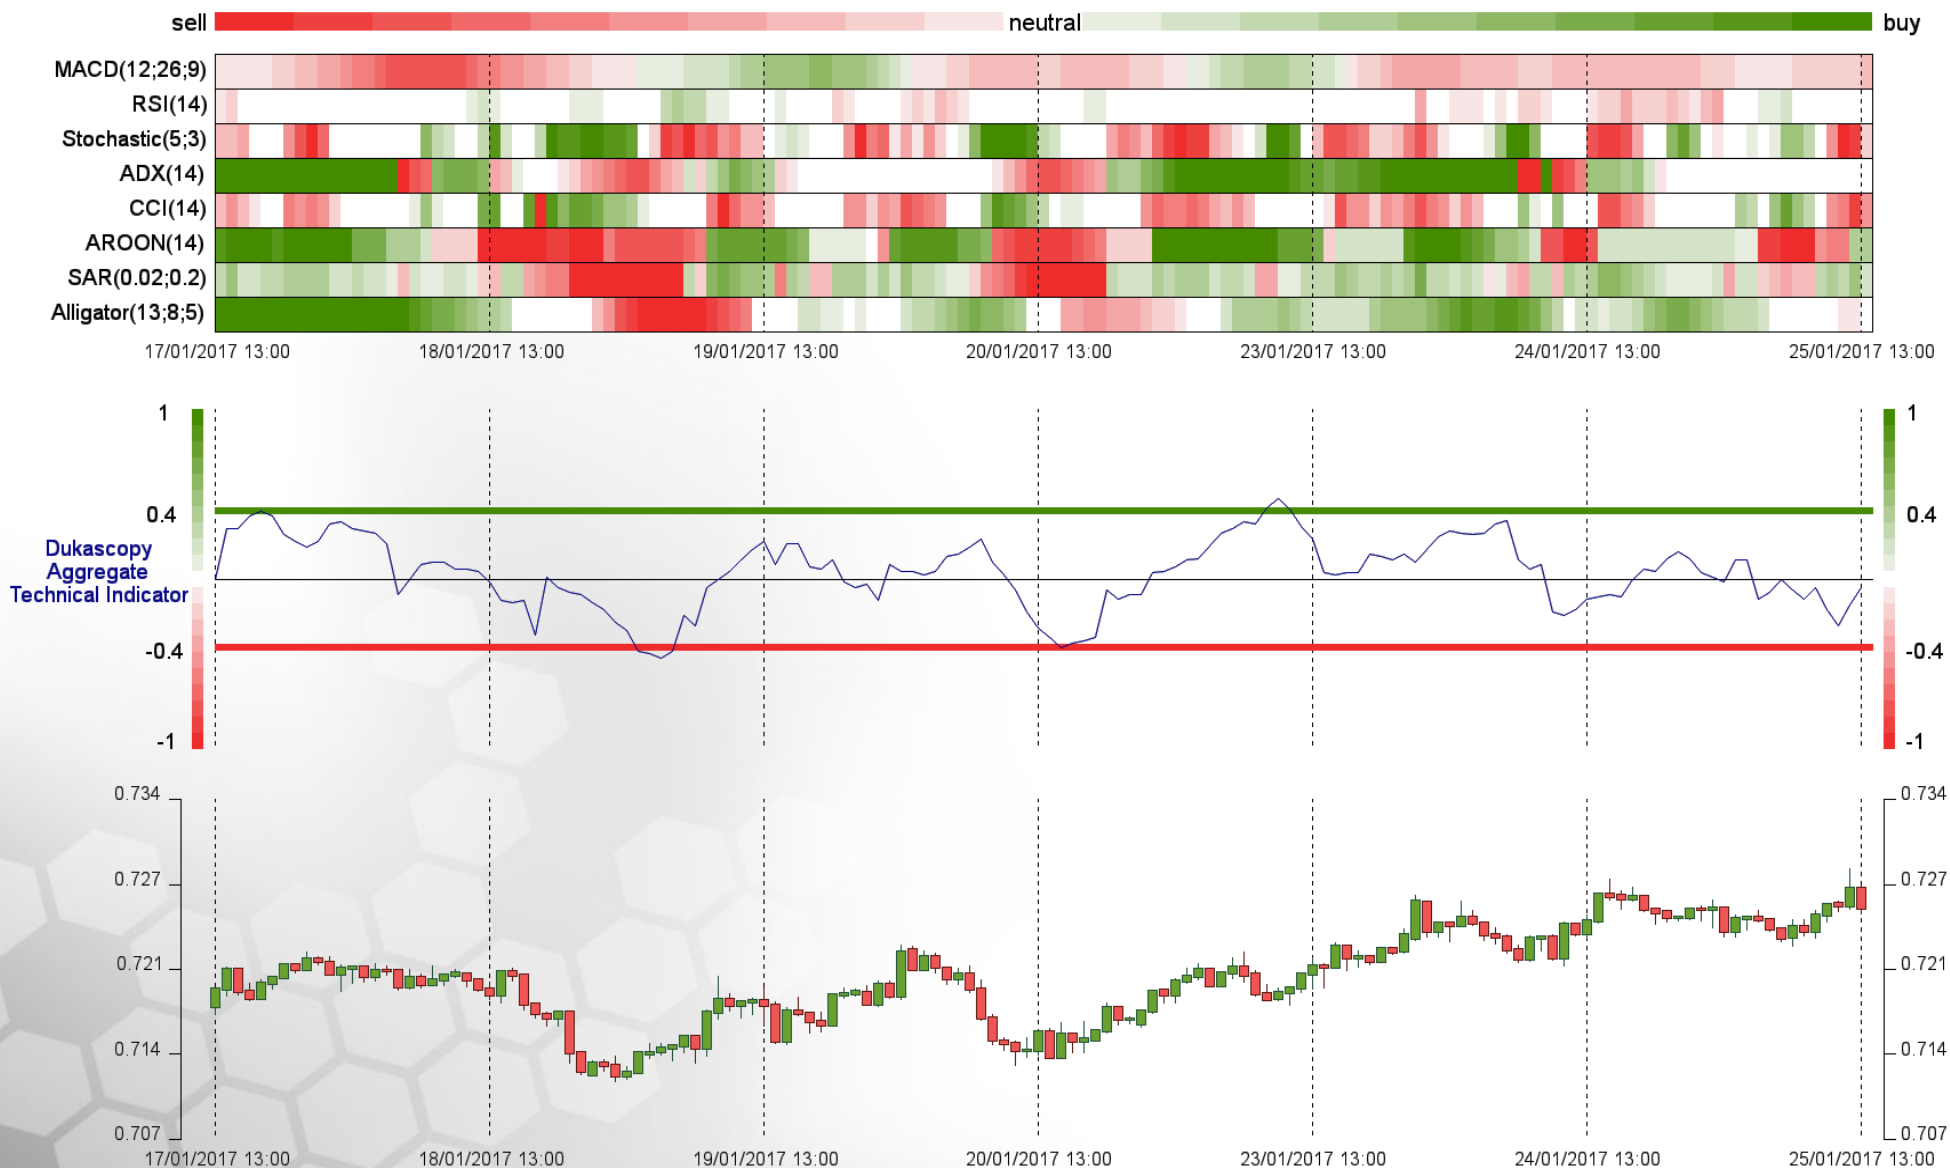 sell neutral buy
MACD(12;26;9)
RSI(14)
Stochastic(5;3)
ADX(14)
CCI(14)
AROON(14)
SAR(0.02;0.2)
Alligator(13;8;5)
17/01/2017 13:00 18/01/2017 13:00 19/01/2017 13:00 20/01/2017 13:00 23/01/2017 13:00 24/01/2017 13:00 25/01/2017 13:00
1 1
0.4 0.4
Dukascopy
Aggregate
Technical Indicator
-0.4 -0.4
-1 -1
0.734 0.734
0.727 0.727
0.721 0.721
0.714 0.714
0.707 0.707
17/01/2017 13:00 18/01/2017 13:00 19/01/2017 13:00 20/01/2017 13:00 23/01/2017 13:00 24/01/2017 13:00 25/01/2017 13:00